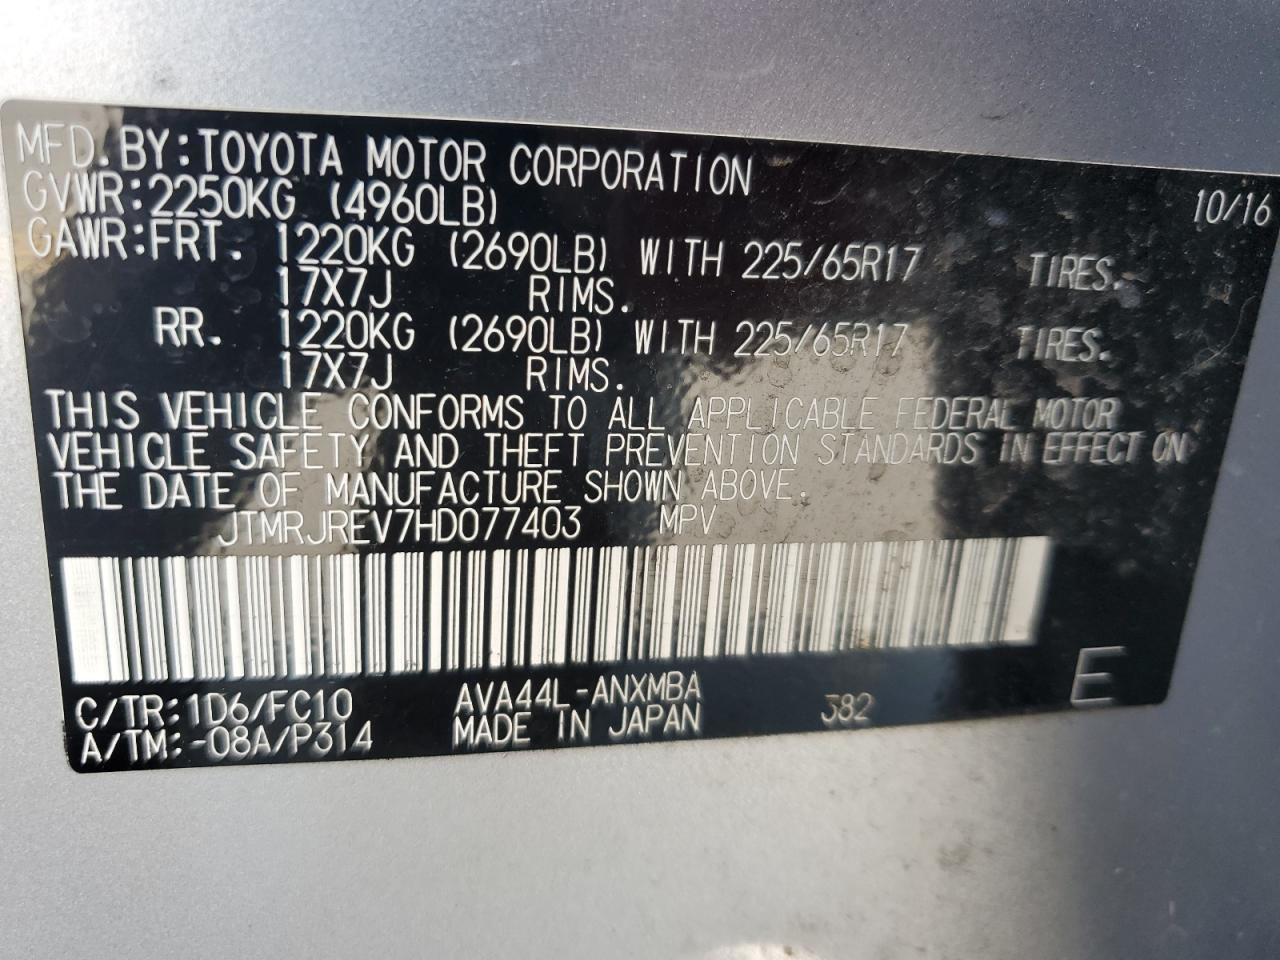 MFD. BY:TOYOTA MOTOR CORPORATION 10/16
GVWR:2250KG (4960LB)
GAWR:FRT. 1220KG (2690LB) WITH 225/65R17 TIRES.
17X7J RIMS.
RR. 1220KG (2690LB) WITH 225/65R17 TIRES.
17X7J RIMS.
THIS VEHICLE CONFORMS TO ALL APPLICABLE FEDERAL MOTOR
VEHICLE SAFETY AND THEFT PREVENTION STANDARDS IN EFFECT ON
THE DATE OF MANUFACTURE SHOWN ABOVE.
JTMRJREV7HD077403 MPV
C/TR:1D6/FC10 AVA44L-ANXMBA 382 E
A/TM:-08A/P314 MADE IN JAPAN